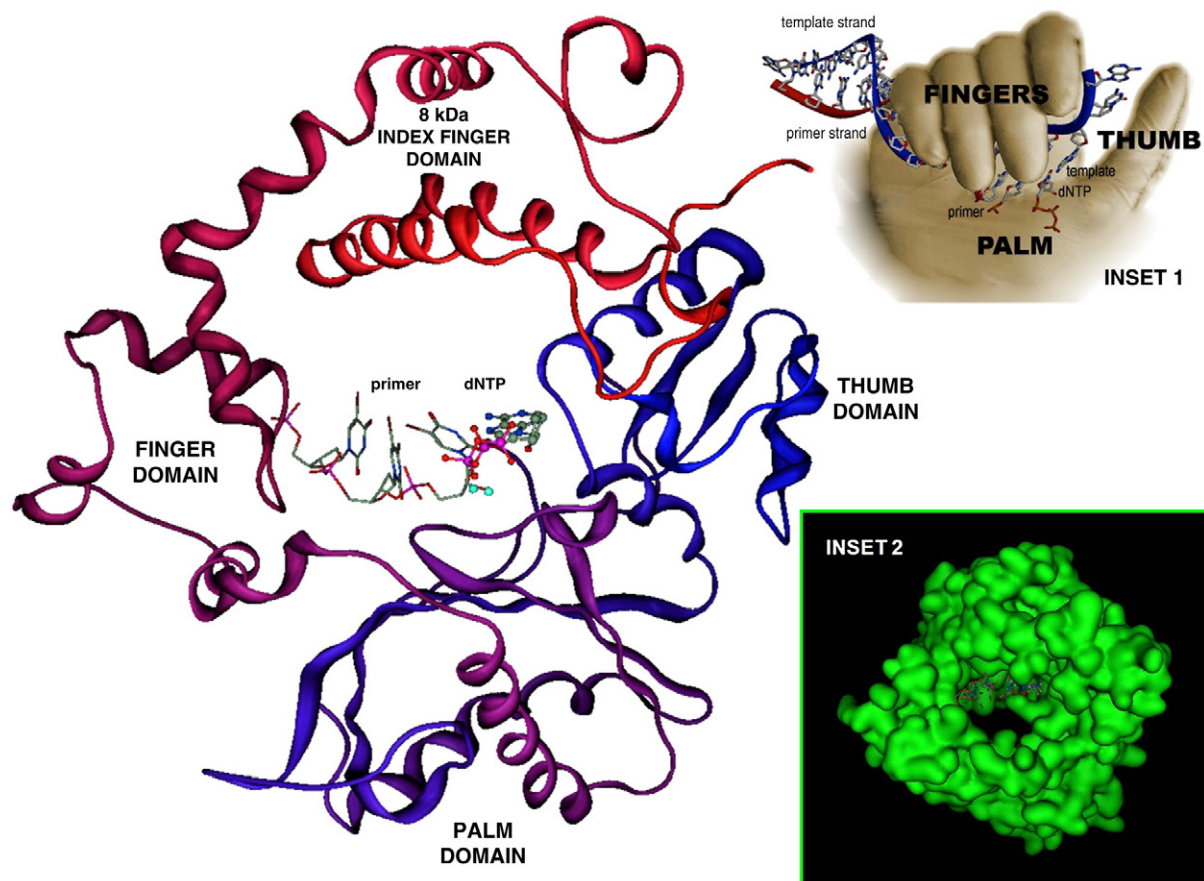 8 kDa
INDEX FINGER
DOMAIN
primer
dNTP
FINGER
DOMAIN
THUMB
DOMAIN
PALM
DOMAIN
template strand
FINGERS
primer strand
THUMB
template
dNTP
primer
PALM
INSET 1
INSET 2